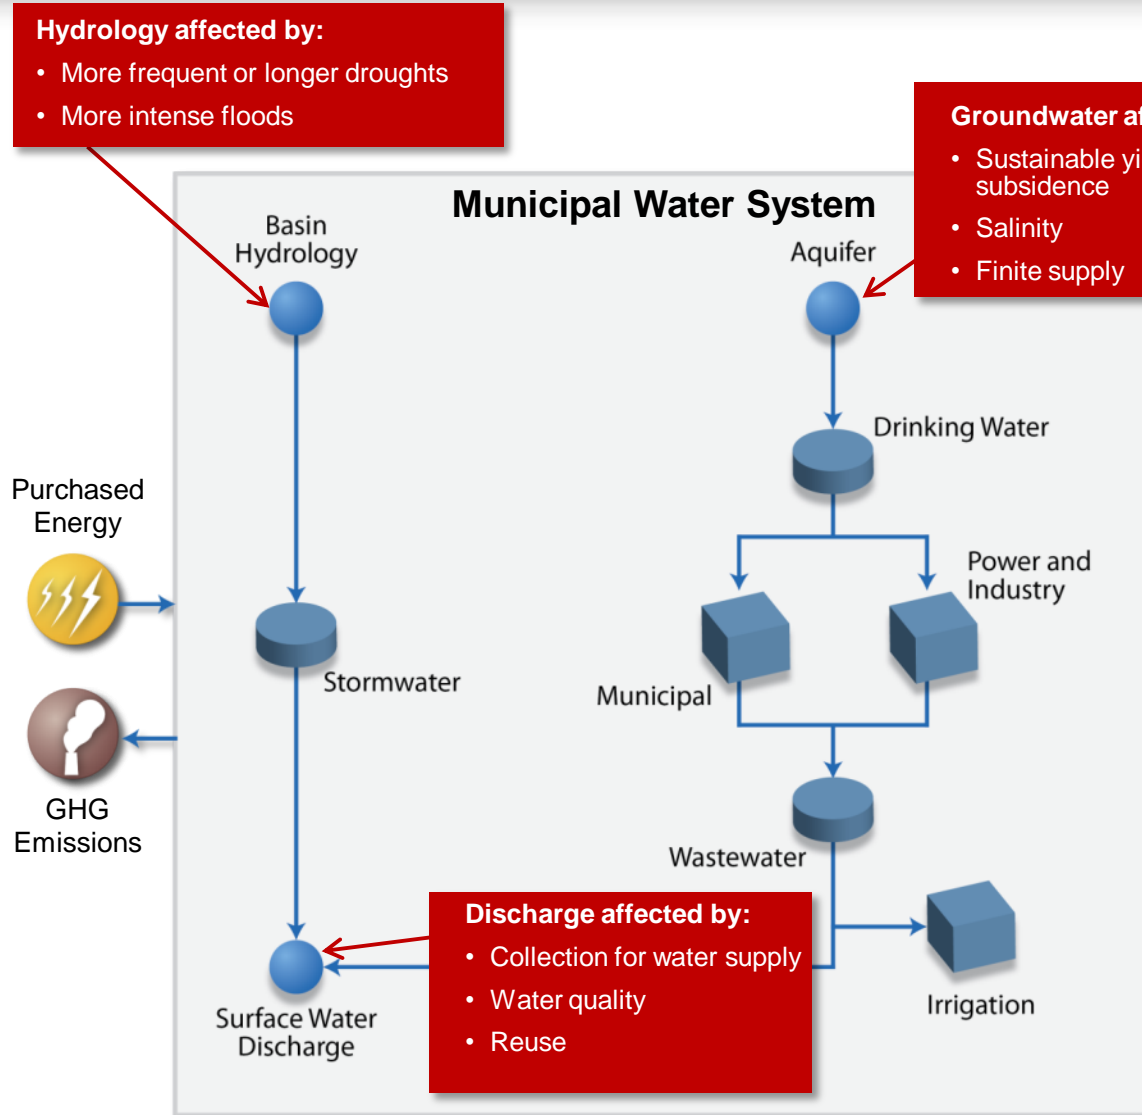 Hydrology affected by:
• More frequent or longer droughts
• More intense floods
Groundwater
• Sustainable
subsidence
• Salinity
• Finite supply
Municipal Water System
Basin
Hydrology
Aquifer
Drinking Water
Purchased
Energy
Power and
Industry
Stormwater
Municipal
GHG
Emissions
Wastewater
Discharge affected by:
• Collection for water supply
• Water quality
• Reuse
Surface Water
Discharge
Irrigation